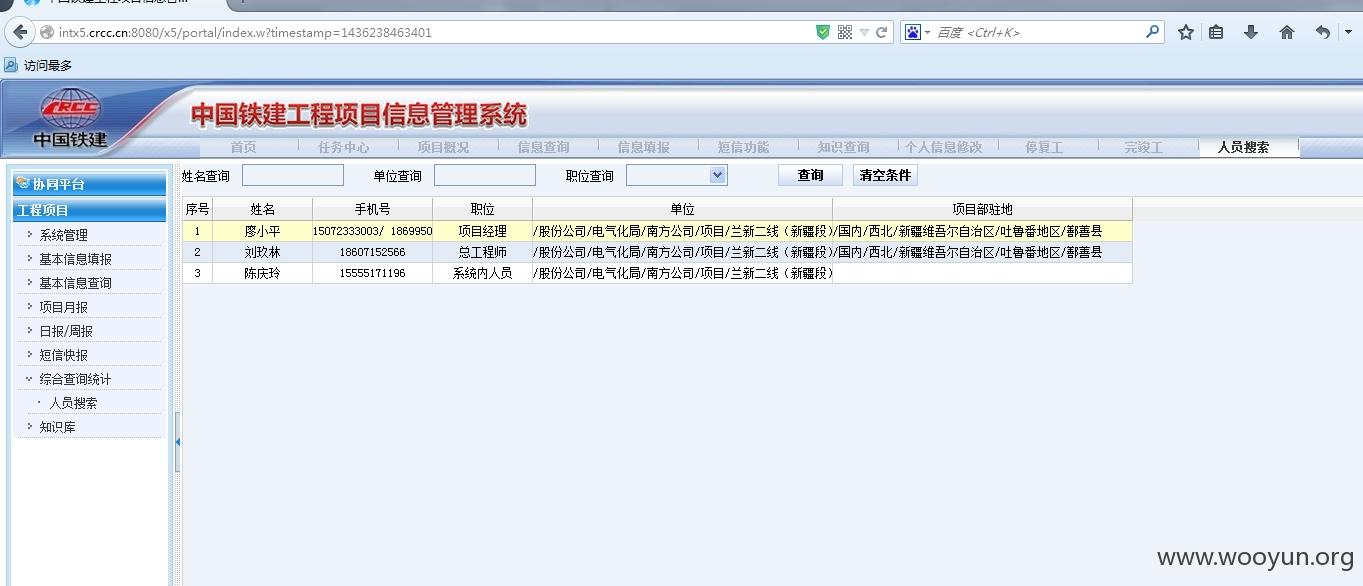 intx5.crcc.cn:8080/x5/portal/index.w?timestamp=1436238463401
百度 <Ctrl+K>
访问最多
CRCC
中国铁建
中国铁建工程项目信息管理系统
首页 任务中心 项目概况 信息查询 信息填报 短信功能 知识查询 个人信息修改 停复工 完竣工 人员搜索
协同平台
工程项目
系统管理
基本信息填报
基本信息查询
项目月报
日报/周报
短信快报
综合查询统计
人员搜索
知识库
姓名查询 单位查询 职位查询 查询 清空条件
序号 姓名 手机号 职位 单位 项目部驻地
1 廖小平 15072333003/ 1869950 项目经理 /股份公司/电气化局/南方公司/项目/兰新二线（新疆段） /国内/西北/新疆维吾尔自治区/吐鲁番地区/鄯善县
2 刘玫林 18607152566 总工程师 /股份公司/电气化局/南方公司/项目/兰新二线（新疆段） /国内/西北/新疆维吾尔自治区/吐鲁番地区/鄯善县
3 陈庆玲 15555171196 系统内人员 /股份公司/电气化局/南方公司/项目/兰新二线（新疆段）
www.wooyun.org